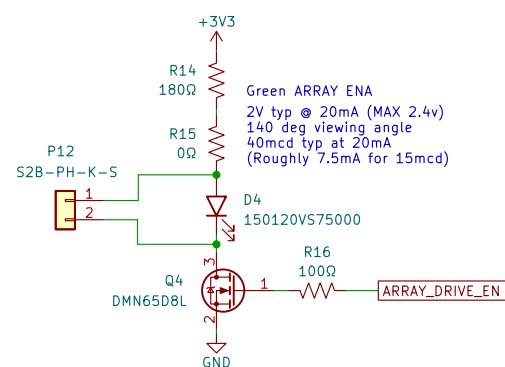 +3V3
R14
180Ω
Green ARRAY ENA
2V typ @ 20mA (MAX 2.4v)
140 deg viewing angle
40mcd typ at 20mA
(Roughly 7.5mA for 15mcd)
R15
0Ω
P12
S2B-PH-K-S
1
2
D4
150120VS75000
3
Q4
DMN65D8L
1
2
R16
100Ω
ARRAY_DRIVE_EN
GND